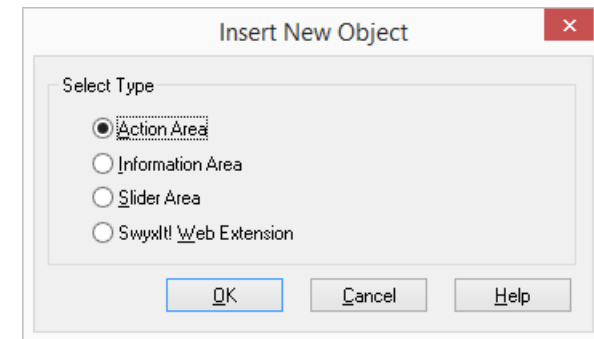 Insert New Object
Select Type
Action Area
Information Area
Slider Area
SwyxIt! Web Extension
OK Cancel Help